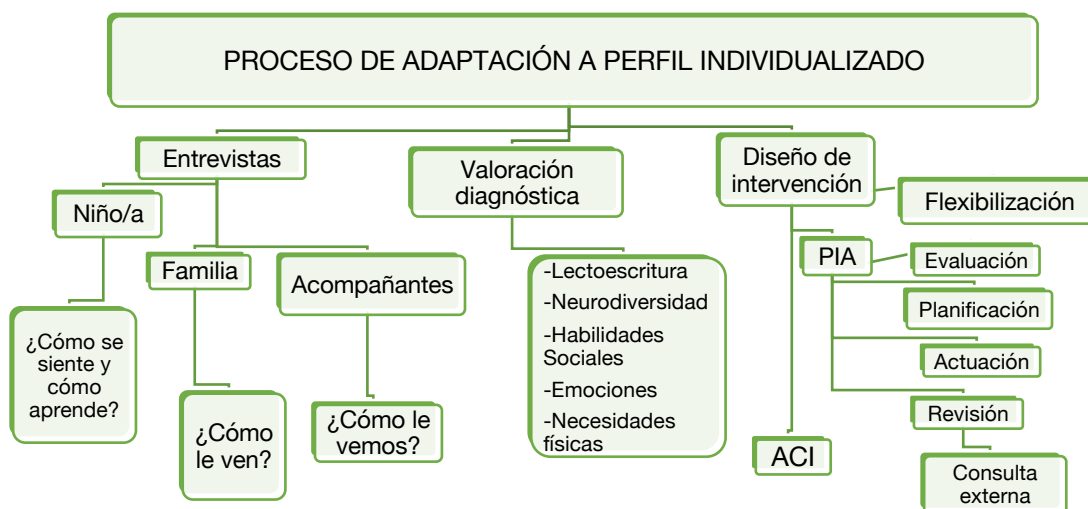 PROCESO DE ADAPTACIÓN A PERFIL INDIVIDUALIZADO
Entrevistas
Niño/a
¿Cómo se
siente y
cómo
aprende?
Familia
¿Cómo
le ven?
Acompañantes
¿Cómo le
vemos?
Valoración
diagnóstica
-Lectoescritura
-Neurodiversidad
-Habilidades
Sociales
-Emociones
-Necesidades
físicas
Diseño de
intervención
Flexibilización
PIA
Evaluación
Planificación
Actuación
Revisión
Consulta
externa
ACI